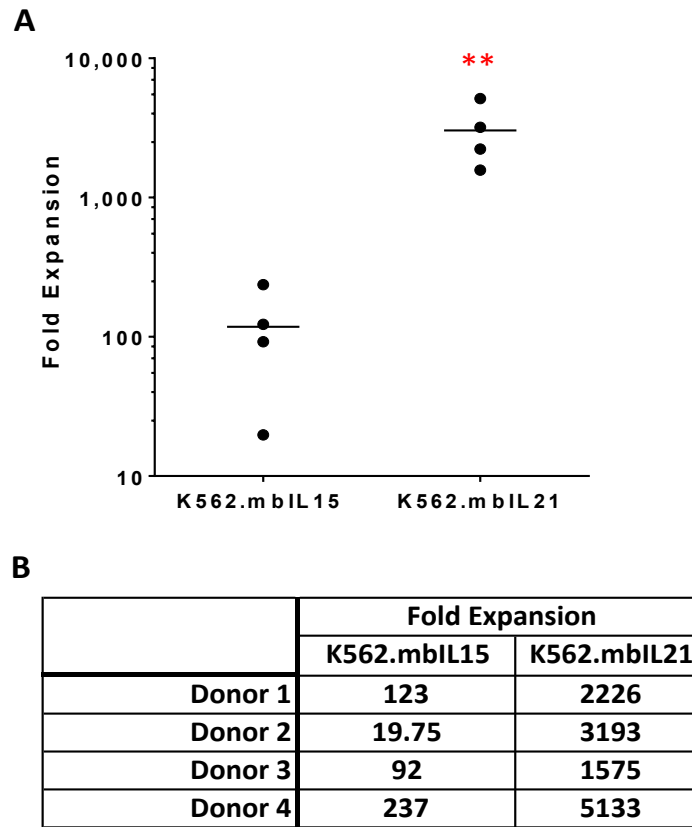 A
10,000
**
1,000
100
10
Fold Expansion
K562.mbIL15 K562.mbIL21
B
Fold Expansion
K562.mbIL15 K562.mbIL21
Donor 1 123 2226
Donor 2 19.75 3193
Donor 3 92 1575
Donor 4 237 5133